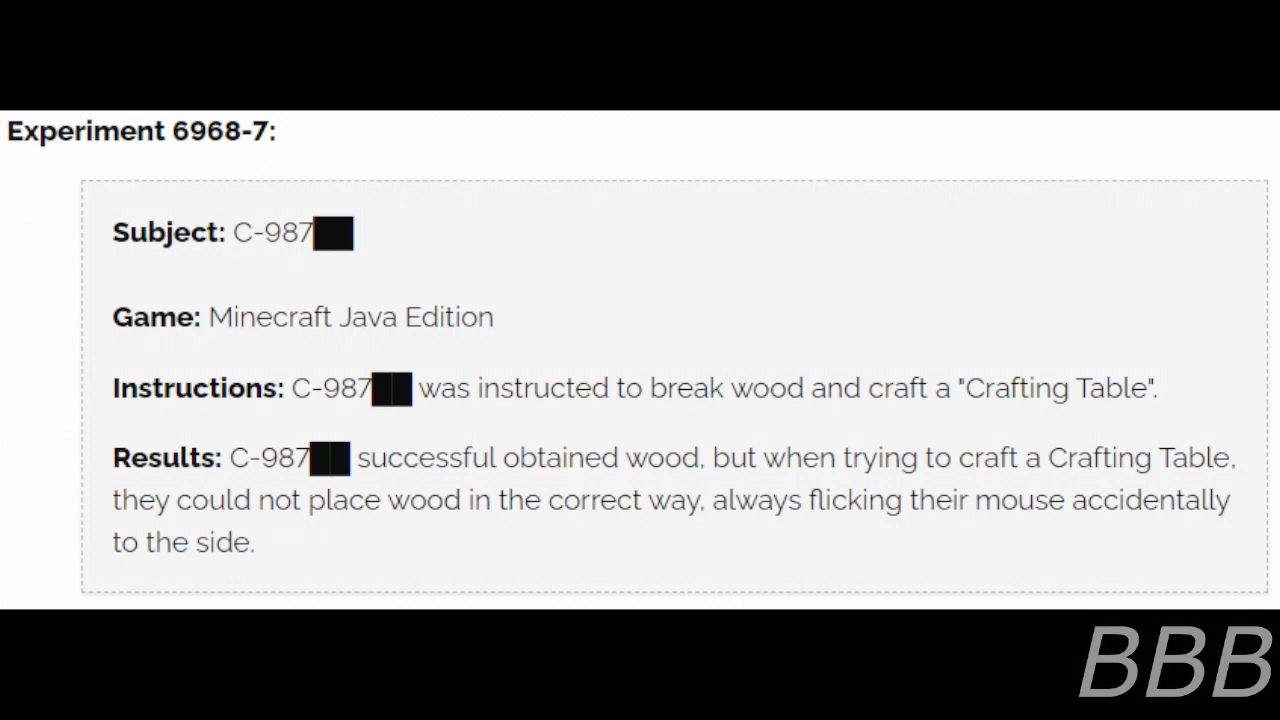 Experiment 6968-7:
Subject: C-987██
Game: Minecraft Java Edition
Instructions: C-987██ was instructed to break wood and craft a "Crafting Table".
Results: C-987██ successful obtained wood, but when trying to craft a Crafting Table,
they could not place wood in the correct way, always flicking their mouse accidentally
to the side.
BBB